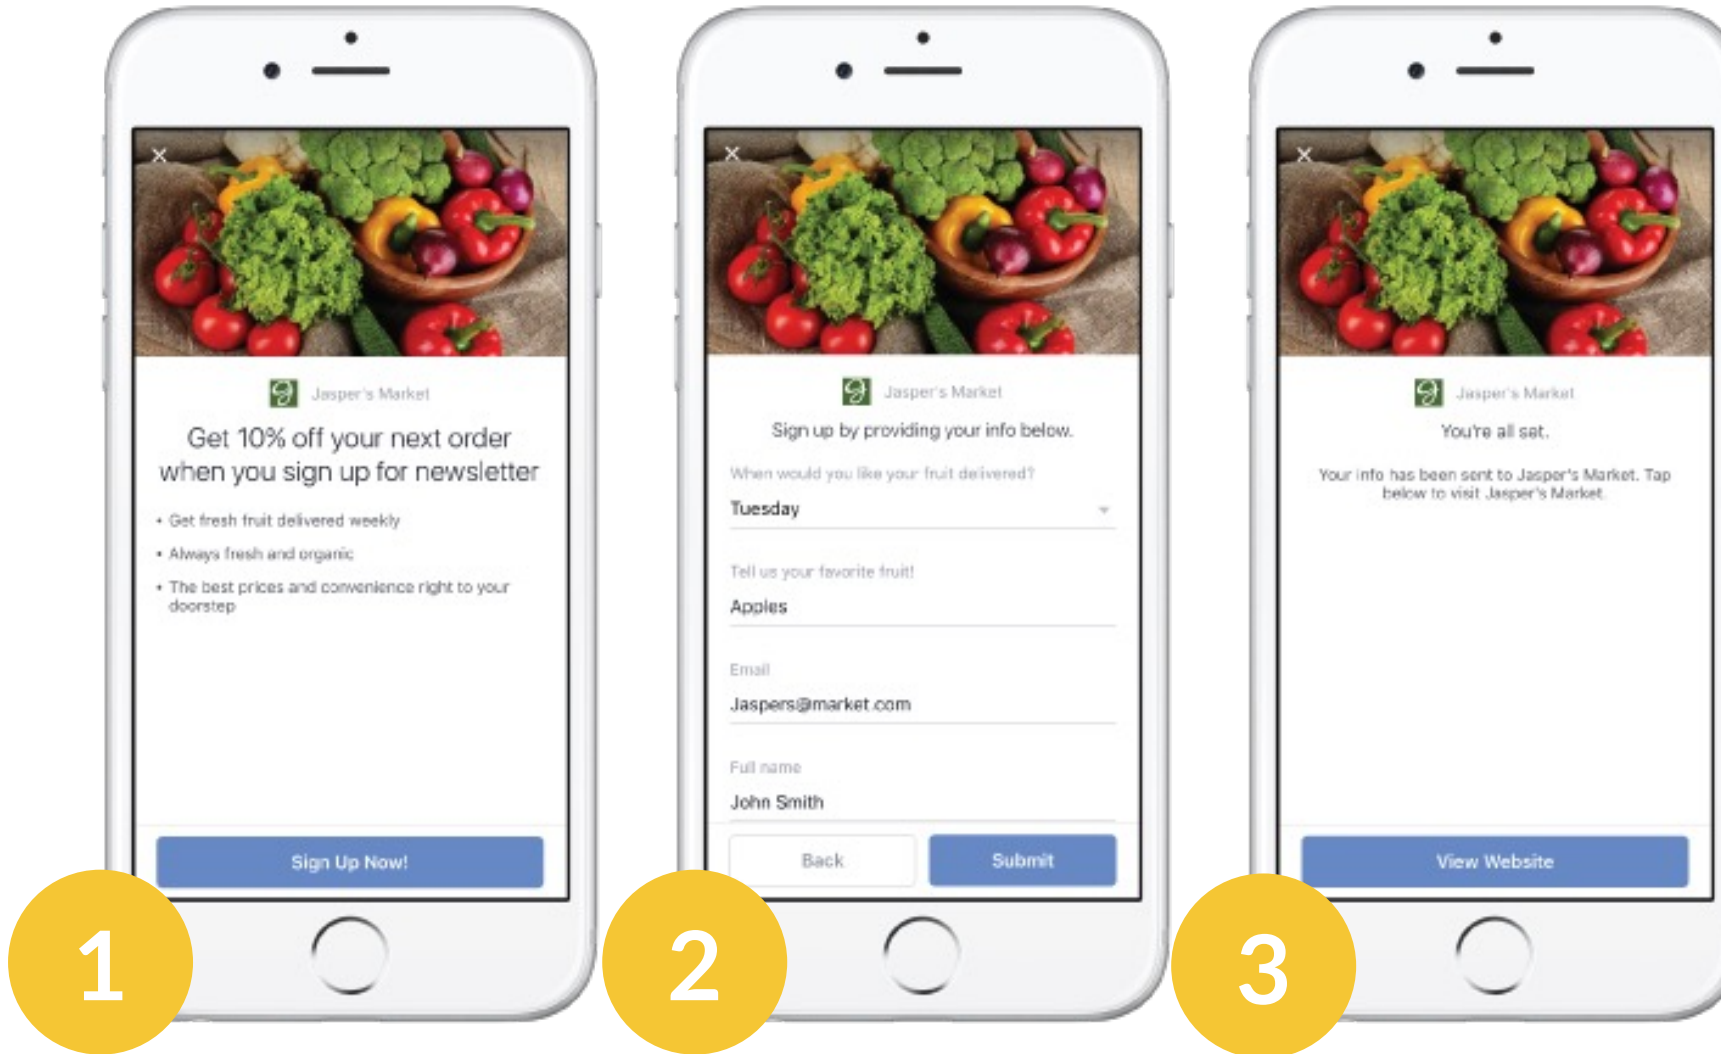 Jasper's Market
Get 10% off your next order
when you sign up for newsletter
• Get fresh fruit delivered weekly
• Always fresh and organic
• The best prices and convenience right to your
doorstep
Sign Up Now!
1
Jasper's Market
Sign up by providing your info below.
When would you like your fruit delivered?
Tuesday
Tell us your favorite fruit!
Apples
Email
Jaspers@market.com
Full name
John Smith
Back
Submit
2
Jasper's Market
You're all set.
Your info has been sent to Jasper's Market. Tap
below to visit Jasper's Market.
View Website
3